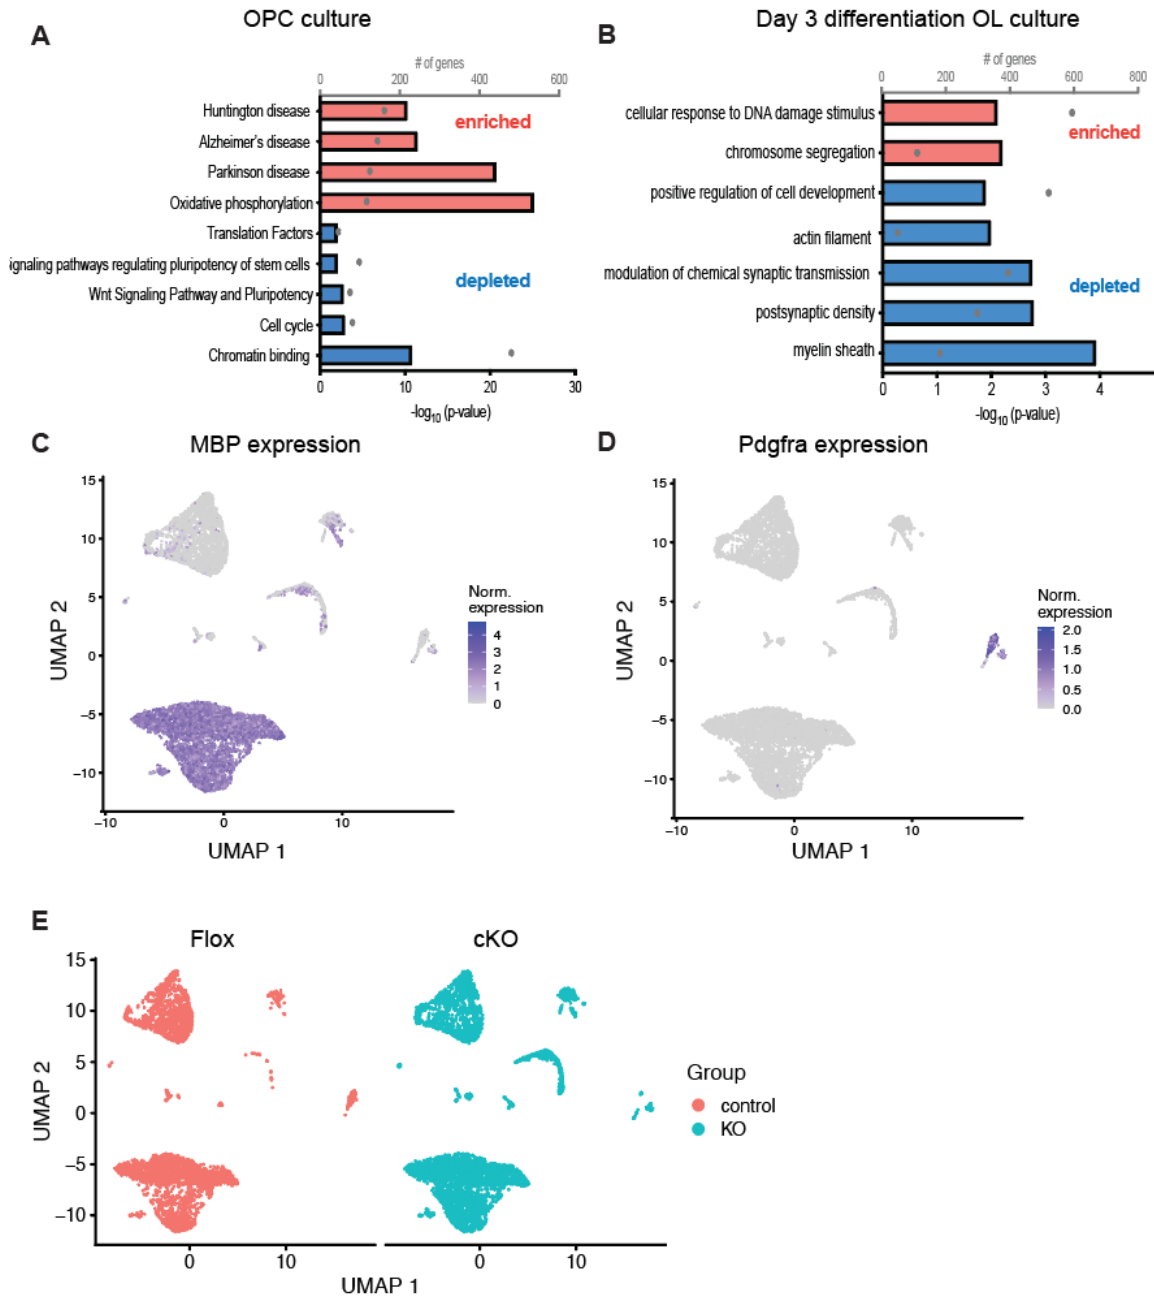 OPC culture
Day 3 differentiation OL culture
A
B
# of genes
0 200 400 600
Huntington disease
Alzheimer's disease
Parkinson disease
Oxidative phosphorylation
Translation Factors
ignaling pathways regulating pluripotency of stem cells
Wnt Signaling Pathway and Pluripotency
Cell cycle
Chromatin binding
enriched
depleted
0 10 20 30
-log10 (p-value)
# of genes
0 200 400 600 800
cellular response to DNA damage stimulus
chromosome segregation
positive regulation of cell development
actin filament
modulation of chemical synaptic transmission
postsynaptic density
myelin sheath
enriched
depleted
0 1 2 3 4
-log10 (p-value)
C
MBP expression
15
10
5
0
−5
−10
UMAP 2
−10 0 10
UMAP 1
Norm.
expression
4
3
2
1
0
D
Pdgfra expression
15
10
5
0
−5
−10
UMAP 2
−10 0 10
UMAP 1
Norm.
expression
2.0
1.5
1.0
0.5
0.0
E
Flox
cKO
15
10
5
0
−5
−10
UMAP 2
0 10
0 10
UMAP 1
Group
control
KO